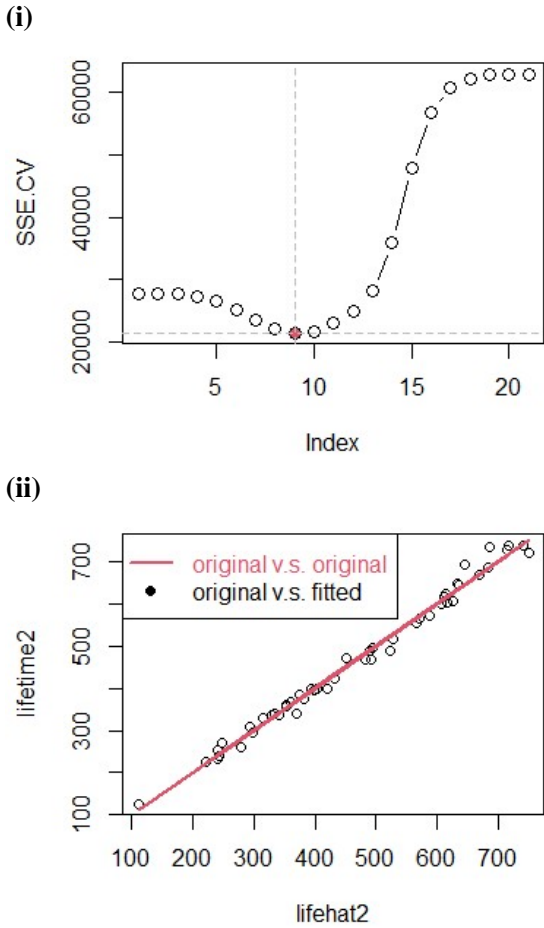 (i)
SSE.CV
60000
40000
20000
5 10 15 20
Index
(ii)
original v.s. original
original v.s. fitted
lifetime2
700
500
300
100
100 200 300 400 500 600 700
lifehat2